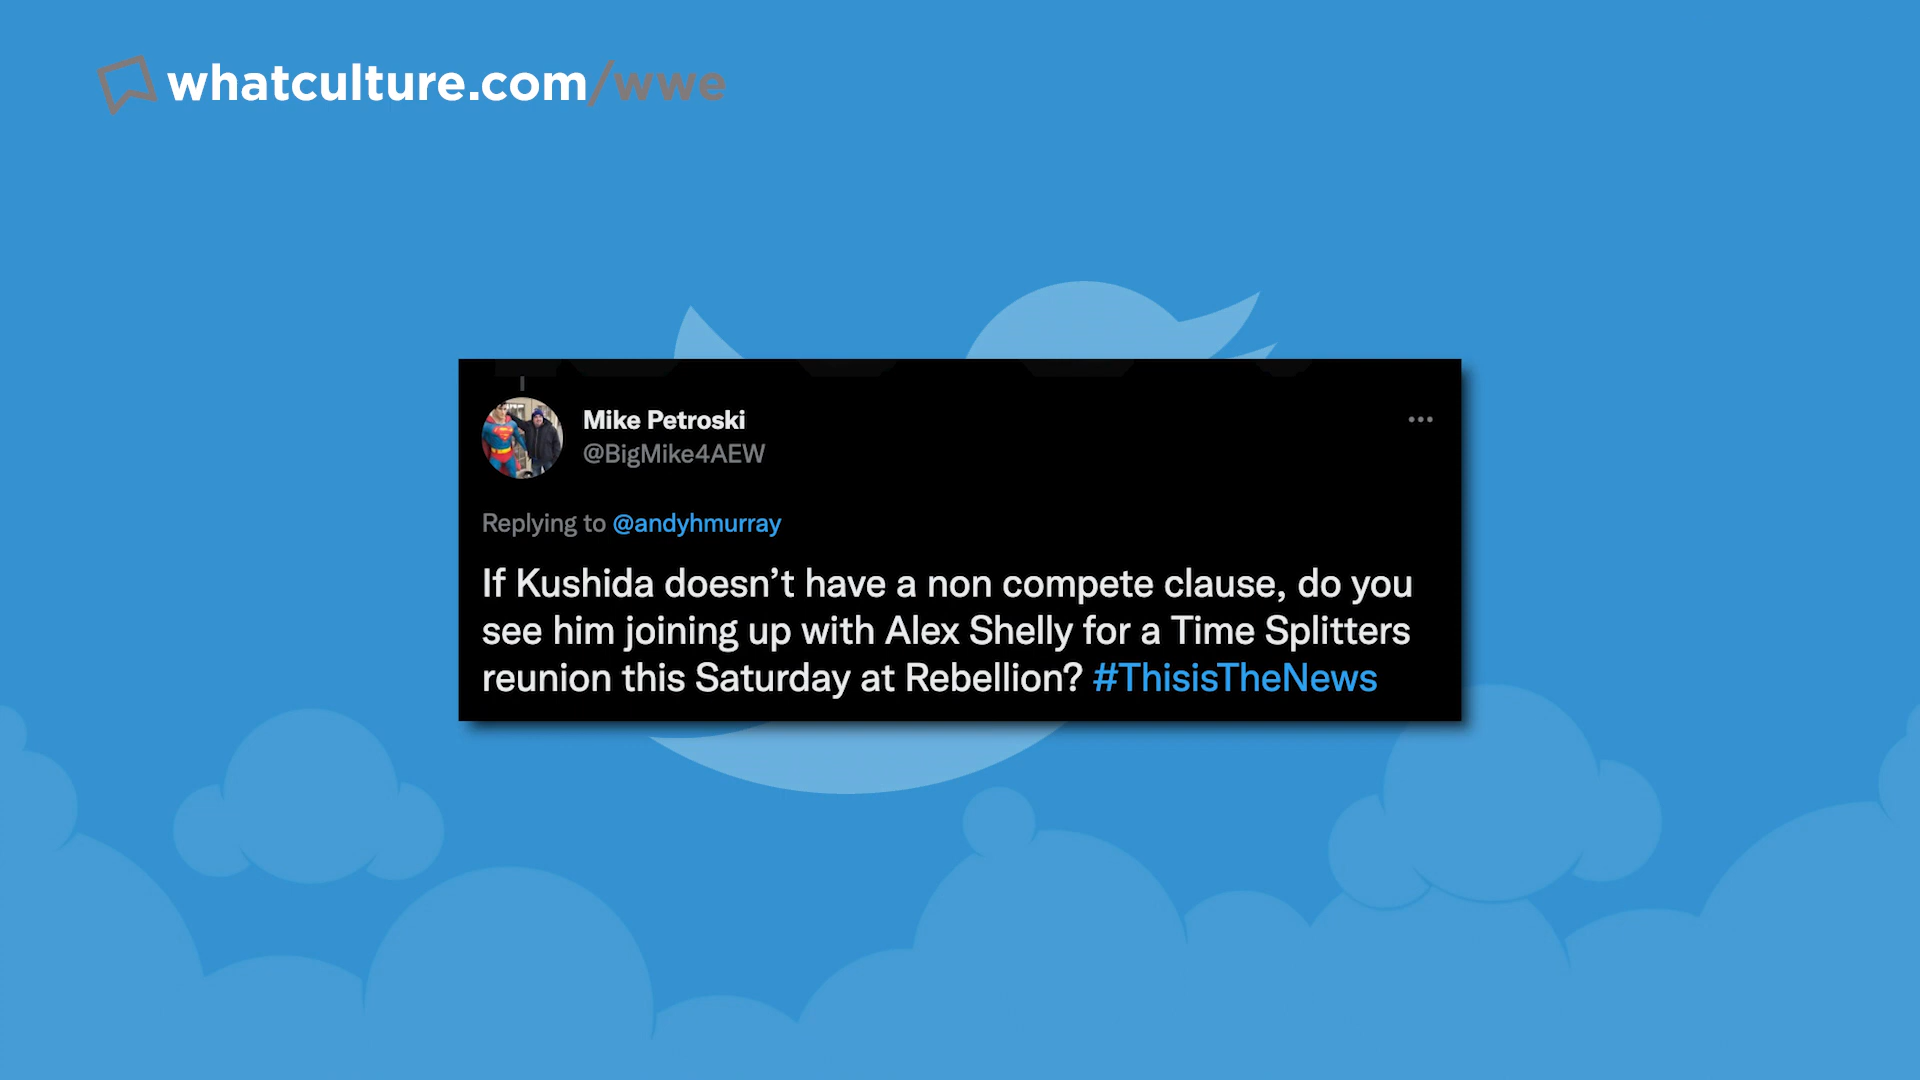 whatculture.com/wwe
Mike Petroski
@BigMike4AEW
Replying to @andyhmurray
If Kushida doesn’t have a non compete clause, do you
see him joining up with Alex Shelly for a Time Splitters
reunion this Saturday at Rebellion? #ThisisTheNews